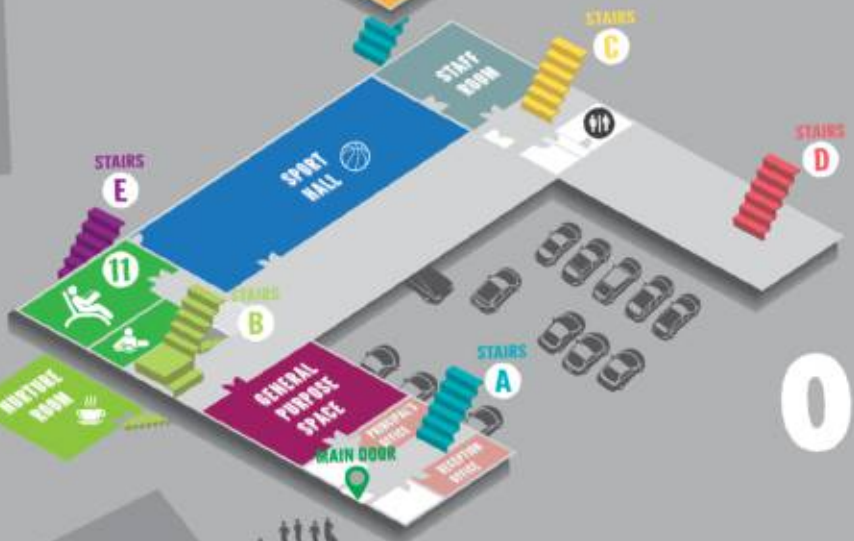 STAIRS
C
STAFF
ROOM
STAIRS
D
SPORT
HALL
STAIRS
E
11
STAIRS
B
STAIRS
A
NURTURE
ROOM
GENERAL
PURPOSE
SPACE
PRINCIPAL'S
OFFICE
MAIN DOOR
RECEPTION
OFFICE
0